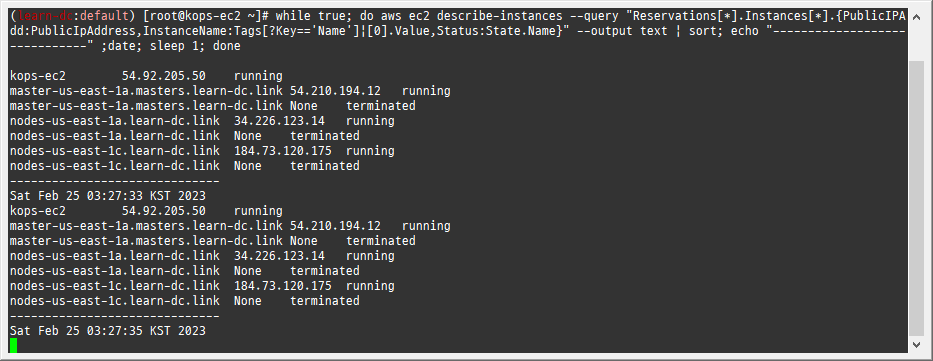 (learn-dc:default) [root@kops-ec2 ~]# while true; do aws ec2 describe-instances --query "Reservations[*].Instances[*].{PublicIPA
dd:PublicIpAddress,InstanceName:Tags[?Key=='Name']|[0].Value,Status:State.Name}" --output text | sort; echo "-------------------
-----------" ;date; sleep 1; done
kops-ec2        54.92.205.50    running
master-us-east-1a.masters.learn-dc.link 54.210.194.12   running
master-us-east-1a.masters.learn-dc.link None    terminated
nodes-us-east-1a.learn-dc.link  34.226.123.14   running
nodes-us-east-1a.learn-dc.link  None    terminated
nodes-us-east-1c.learn-dc.link  184.73.120.175  running
nodes-us-east-1c.learn-dc.link  None    terminated
------------------------------
Sat Feb 25 03:27:33 KST 2023
kops-ec2        54.92.205.50    running
master-us-east-1a.masters.learn-dc.link 54.210.194.12   running
master-us-east-1a.masters.learn-dc.link None    terminated
nodes-us-east-1a.learn-dc.link  34.226.123.14   running
nodes-us-east-1a.learn-dc.link  None    terminated
nodes-us-east-1c.learn-dc.link  184.73.120.175  running
nodes-us-east-1c.learn-dc.link  None    terminated
------------------------------
Sat Feb 25 03:27:35 KST 2023